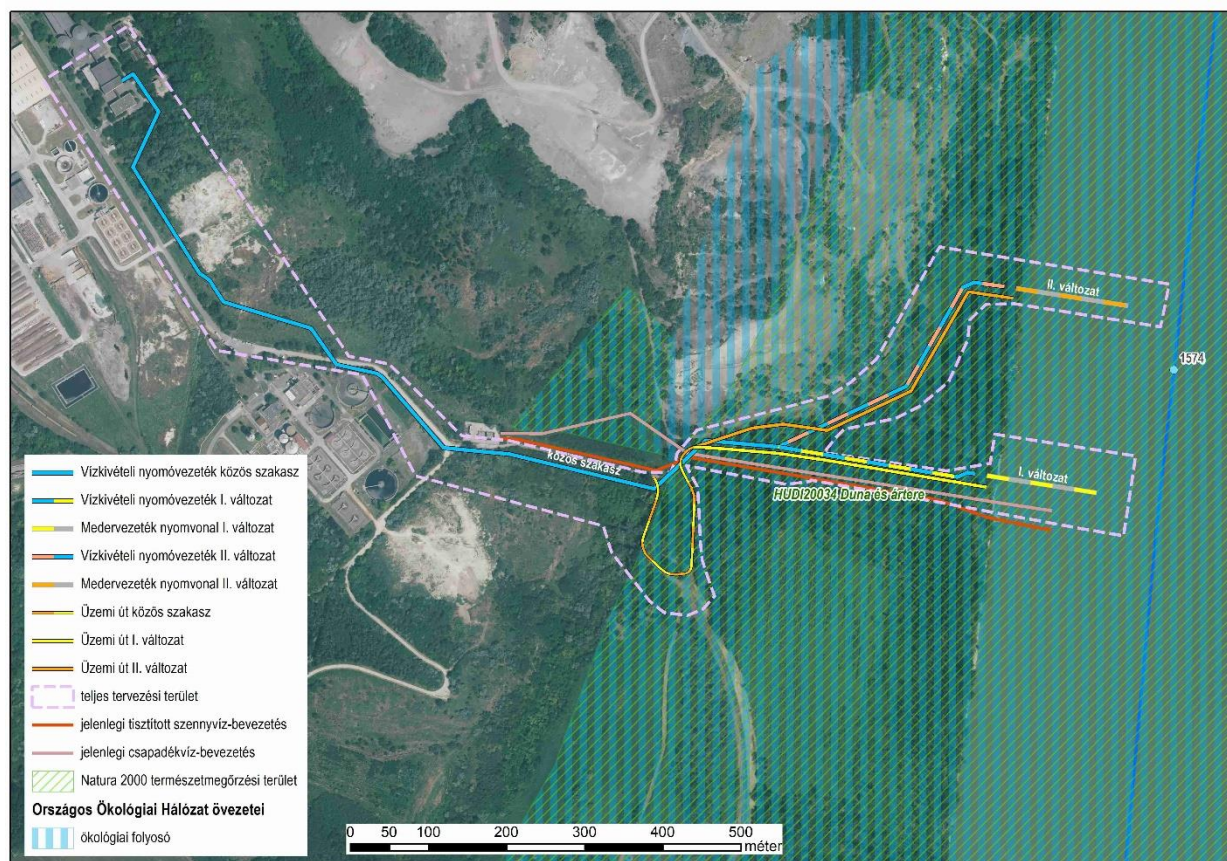 II. változat
1574
közös szakasz
I. változat
HUDI20034 Duna és ártere
Vízkivételi nyomóvezeték közös szakasz
Vízkivételi nyomóvezeték I. változat
Medervezeték nyomvonal I. változat
Vízkivételi nyomóvezeték II. változat
Medervezeték nyomvonal II. változat
Üzemi út közös szakasz
Üzemi út I. változat
Üzemi út II. változat
teljes tervezési terület
jelenlegi tisztított szennyvíz-bevezetés
jelenlegi csapadékvíz-bevezetés
Natura 2000 természetmegőrzési terület
Országos Ökológiai Hálózat övezetei
ökológiai folyosó
0 50 100 200 300 400 500
méter